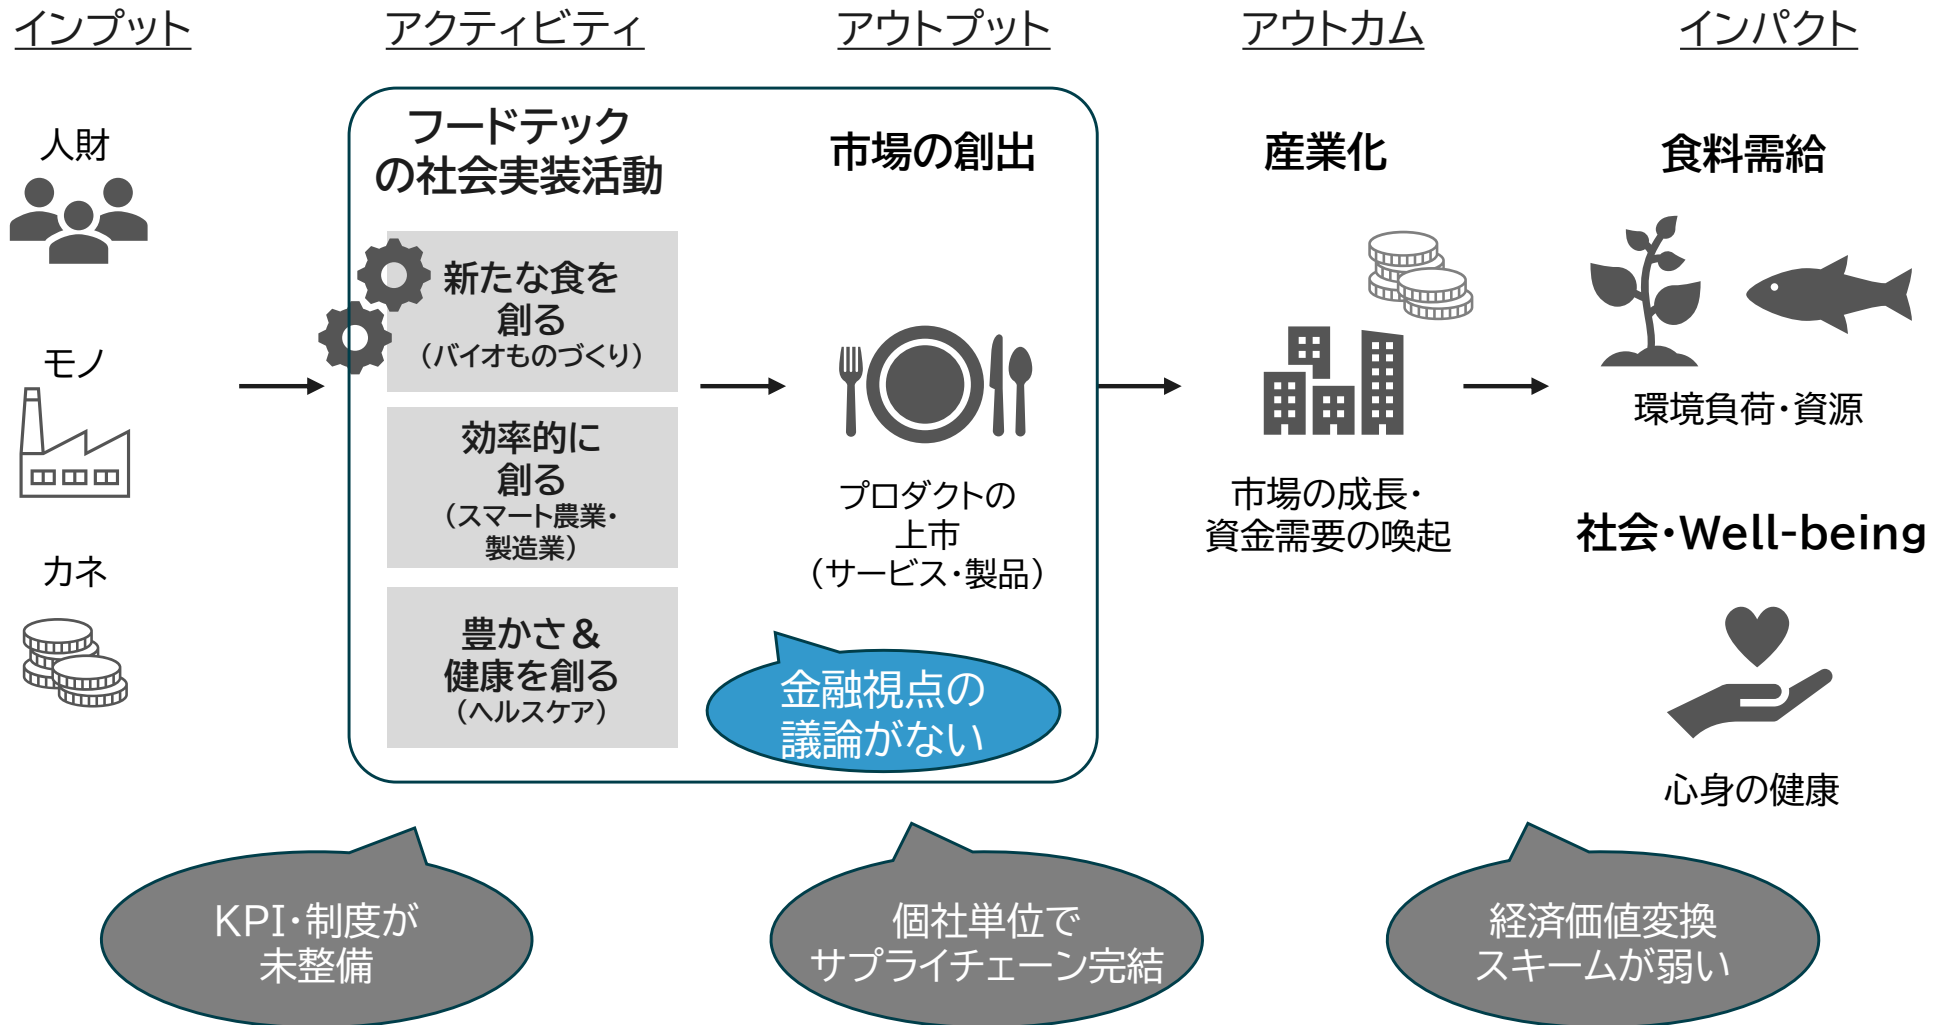 インプット
アクティビティ
アウトプット
アウトカム
インパクト
人財
モノ
カネ
フードテック
の社会実装活動
新たな食を
創る
（バイオものづくり）
効率的に
創る
（スマート農業・
製造業）
豊かさ＆
健康を創る
（ヘルスケア）
市場の創出
プロダクトの
上市
（サービス・製品）
金融視点の
議論がない
産業化
市場の成長・
資金需要の喚起
食料需給
環境負荷・資源
社会・Well-being
心身の健康
KPI・制度が
未整備
個社単位で
サプライチェーン完結
経済価値変換
スキームが弱い